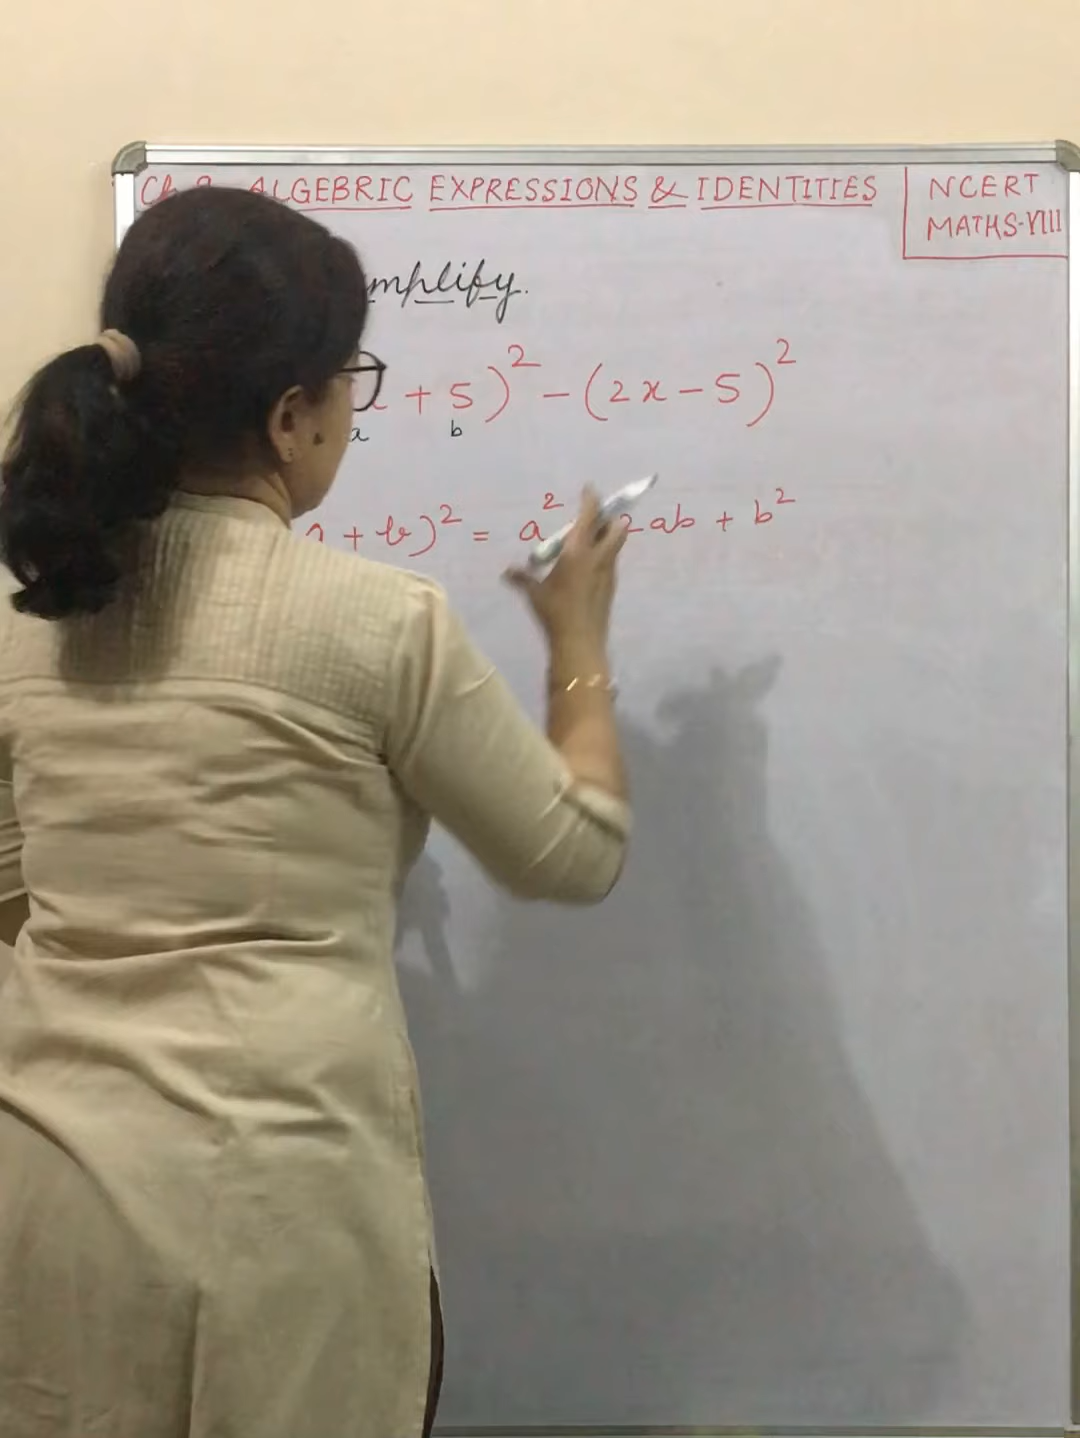 ALGEBRIC EXPRESSIONS & IDENTITIES
NCERT
MATHS-VIII
mplify.
+ 5)² - (2x - 5)²
a b
+ b)² = a² 2ab + b²